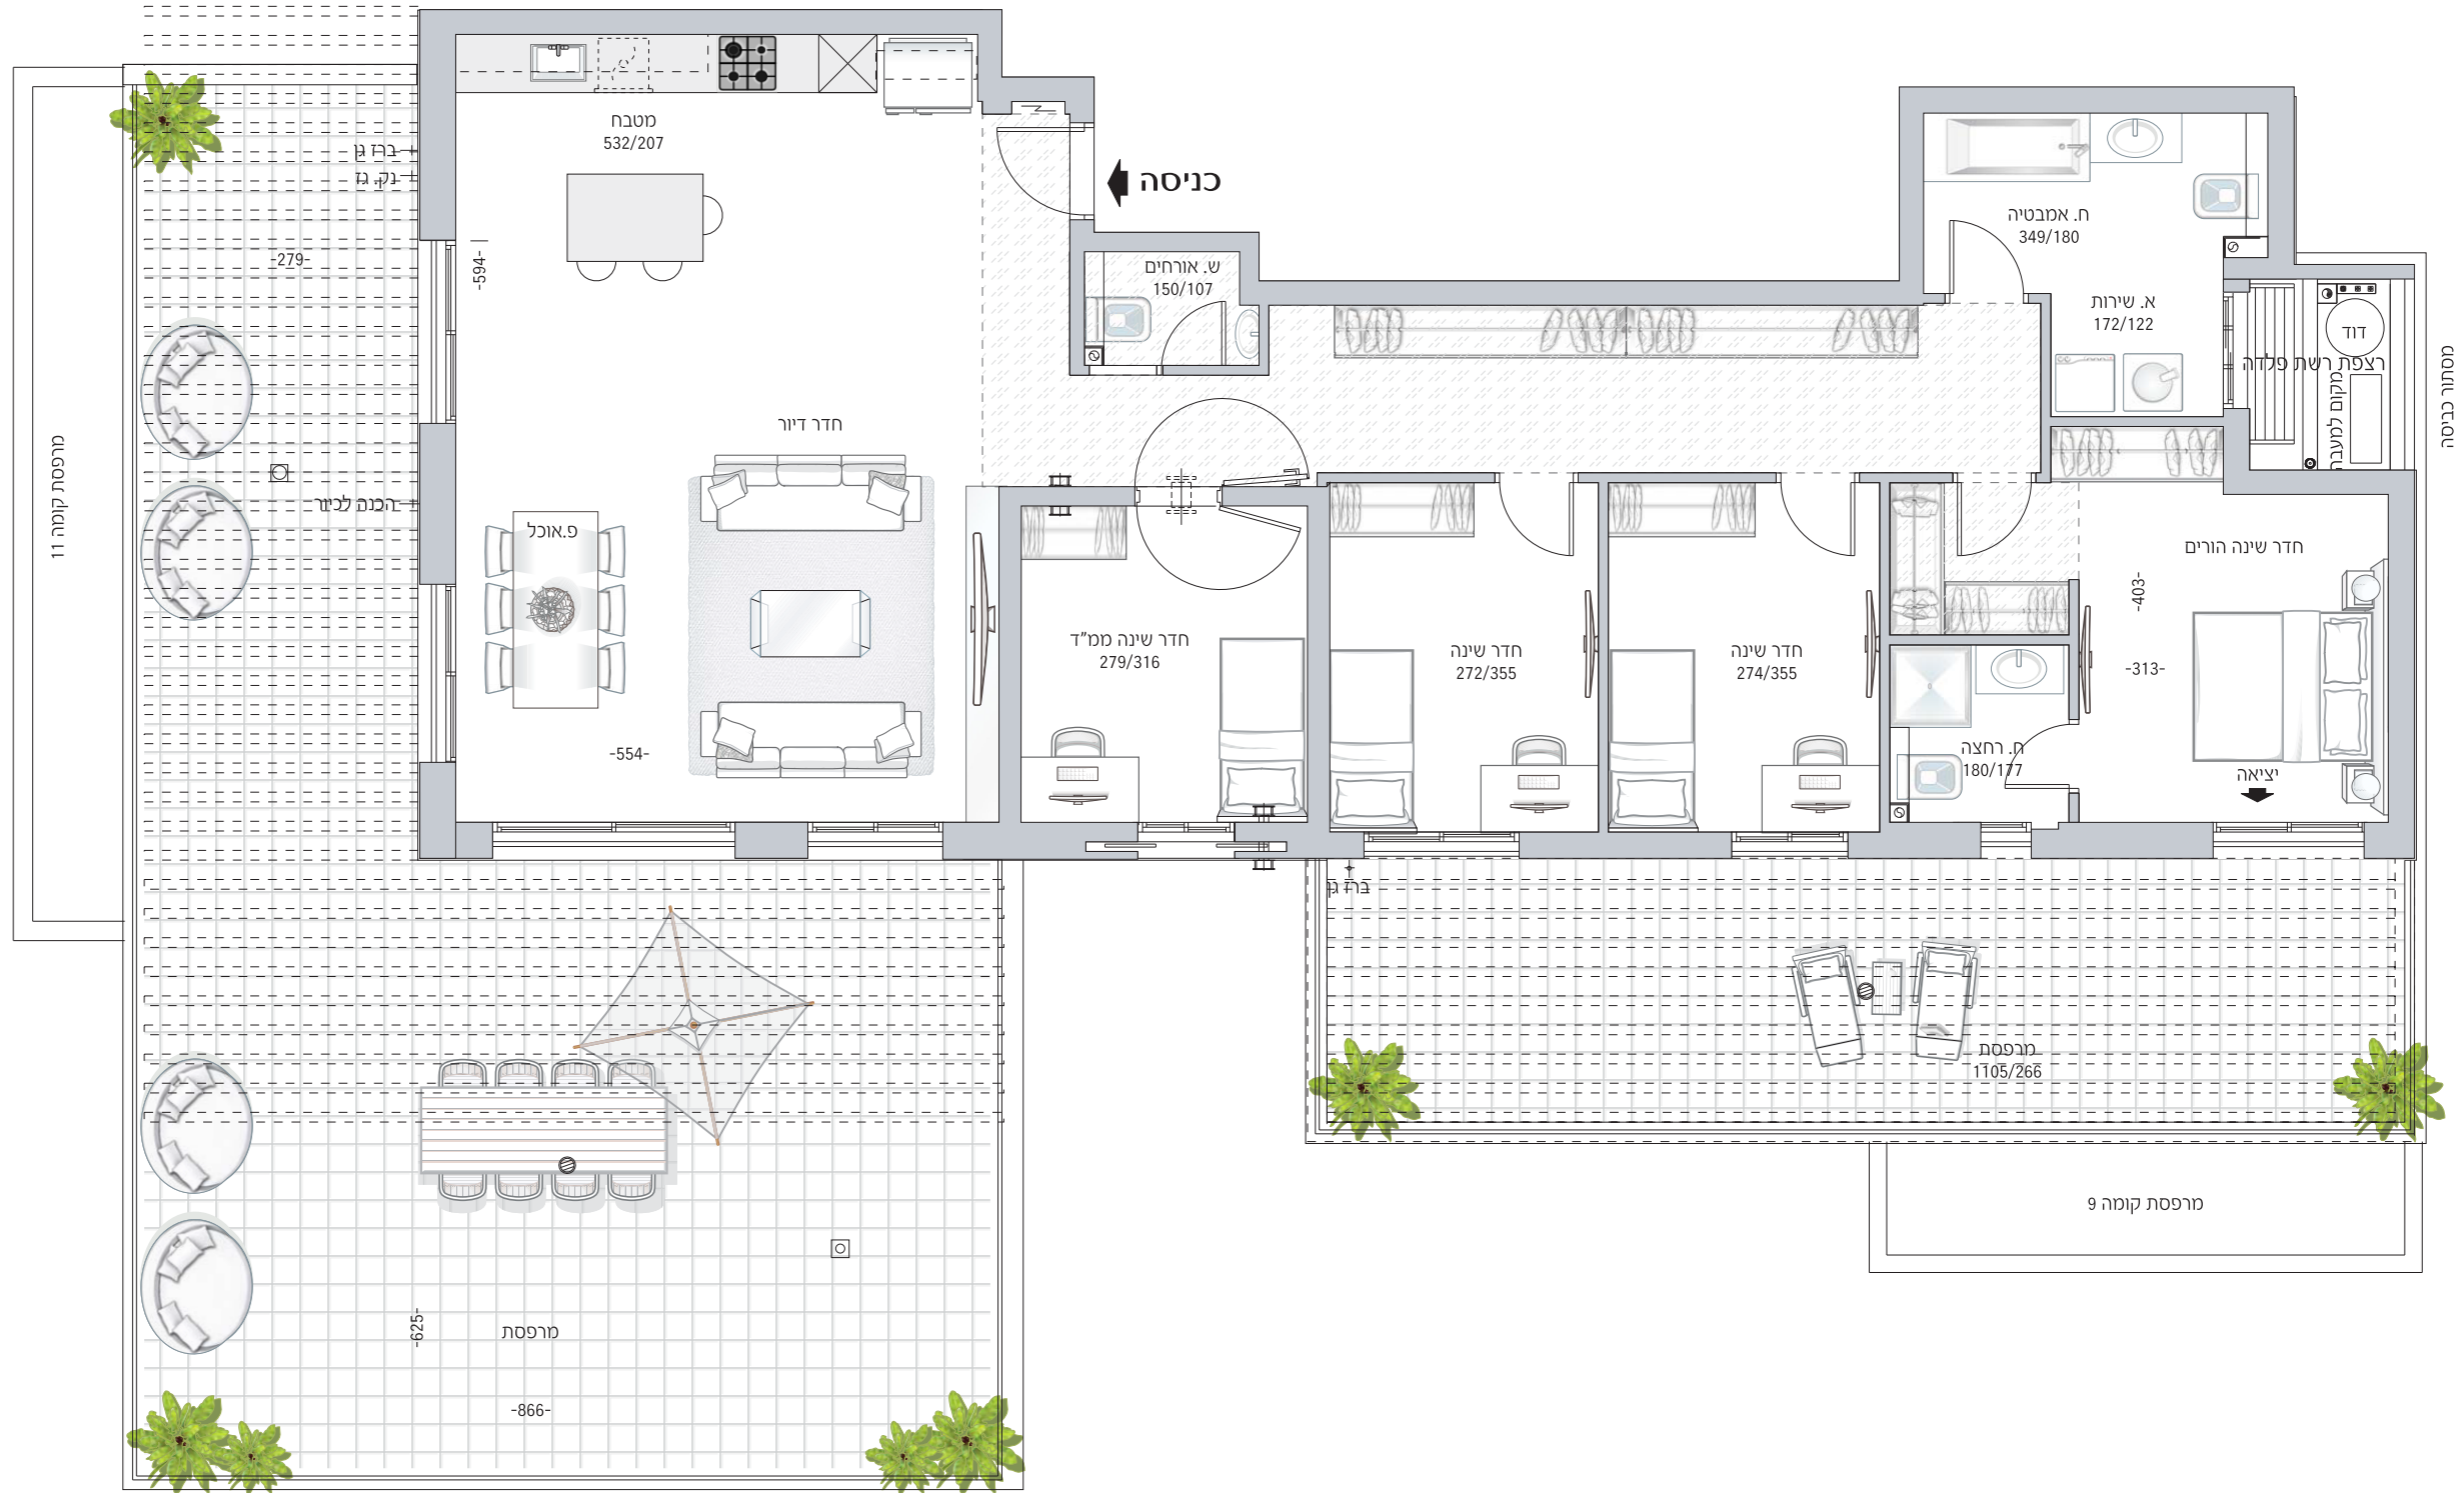 מטבח
532/207
ברז גן
נק. גז
כניסה
ח. אמבטיה
349/180
-279-
-594-
ש. אורחים
150/107
א. שירות
172/122
דוד
רצפת רשת פלדה
מקום למעבה
מסתור כביסה
חדר דיור
מרפסת קומה 11
הכנה לכיור
פ.אוכל
חדר שינה הורים
-403-
חדר שינה ממ"ד
279/316
חדר שינה
272/355
חדר שינה
274/355
-313-
-554-
ח. רחצה
180/177
יציאה
ברז גן
מרפסת
1105/266
מרפסת קומה 9
-625-
מרפסת
-866-